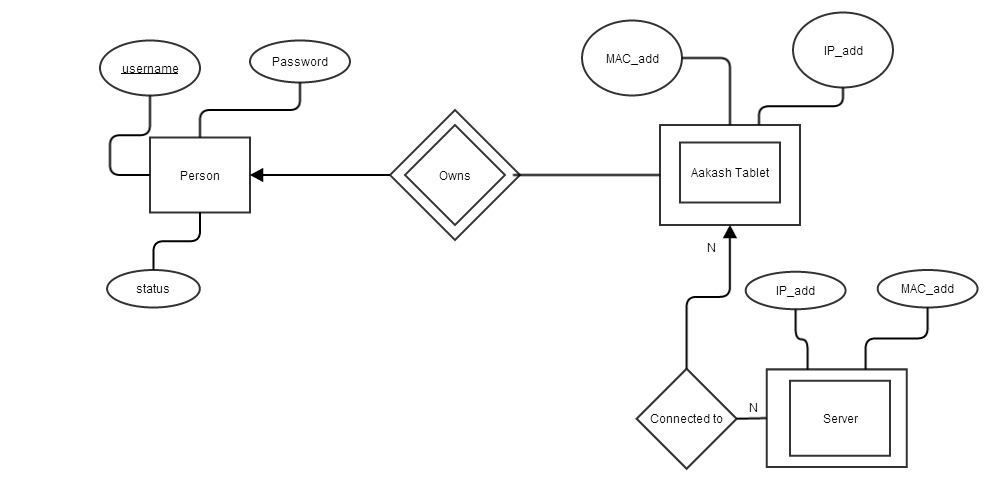 username
Password
MAC_add
IP_add
Person
Owns
Aakash Tablet
N
status
IP_add
MAC_add
Connected to
N
Server